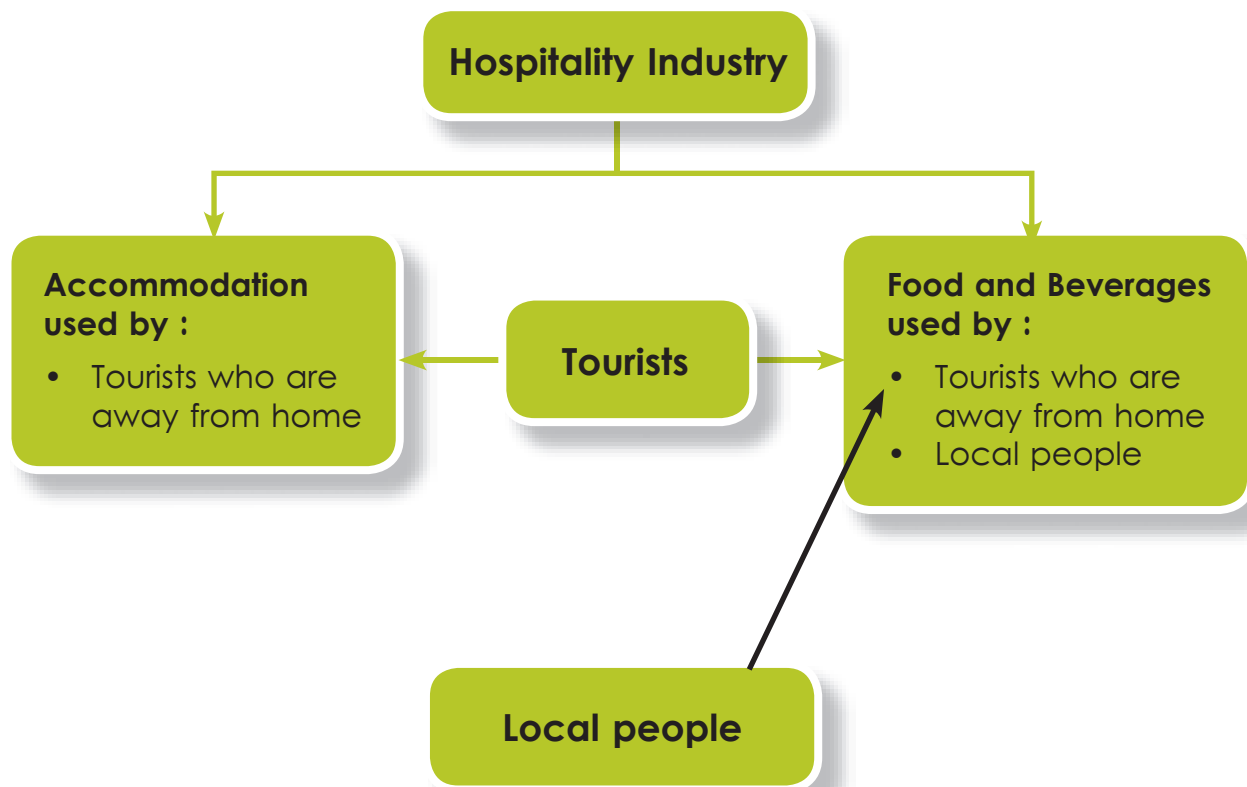 Hospitality Industry
Accommodation
used by :
• Tourists who are
away from home
Tourists
Food and Beverages
used by :
• Tourists who are
away from home
• Local people
Local people